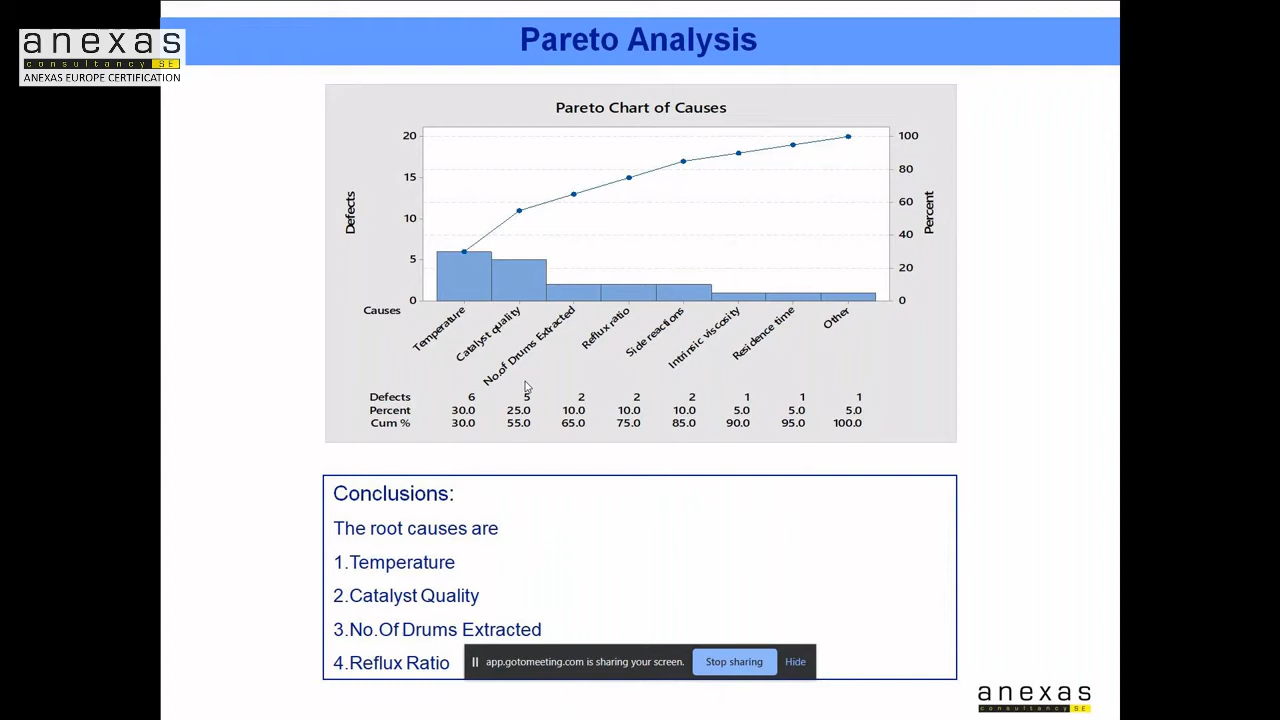 Pareto Analysis
anexas
consultancy SE
ANEXAS EUROPE CERTIFICATION
Pareto Chart of Causes
20
15
10
5
0
Defects
100
80
60
40
20
0
Percent
Causes
Temperature
Catalyst quality
No.of Drums Extracted
Reflux ratio
Side reactions
Intrinsic viscosity
Residence time
Other
Defects 6 5 2 2 2 1 1 1
Percent 30.0 25.0 10.0 10.0 10.0 5.0 5.0 5.0
Cum % 30.0 55.0 65.0 75.0 85.0 90.0 95.0 100.0
Conclusions:
The root causes are
1.Temperature
2.Catalyst Quality
3.No.Of Drums Extracted
4.Reflux Ratio
app.gotomeeting.com is sharing your screen. Stop sharing Hide
anexas
consultancy SE